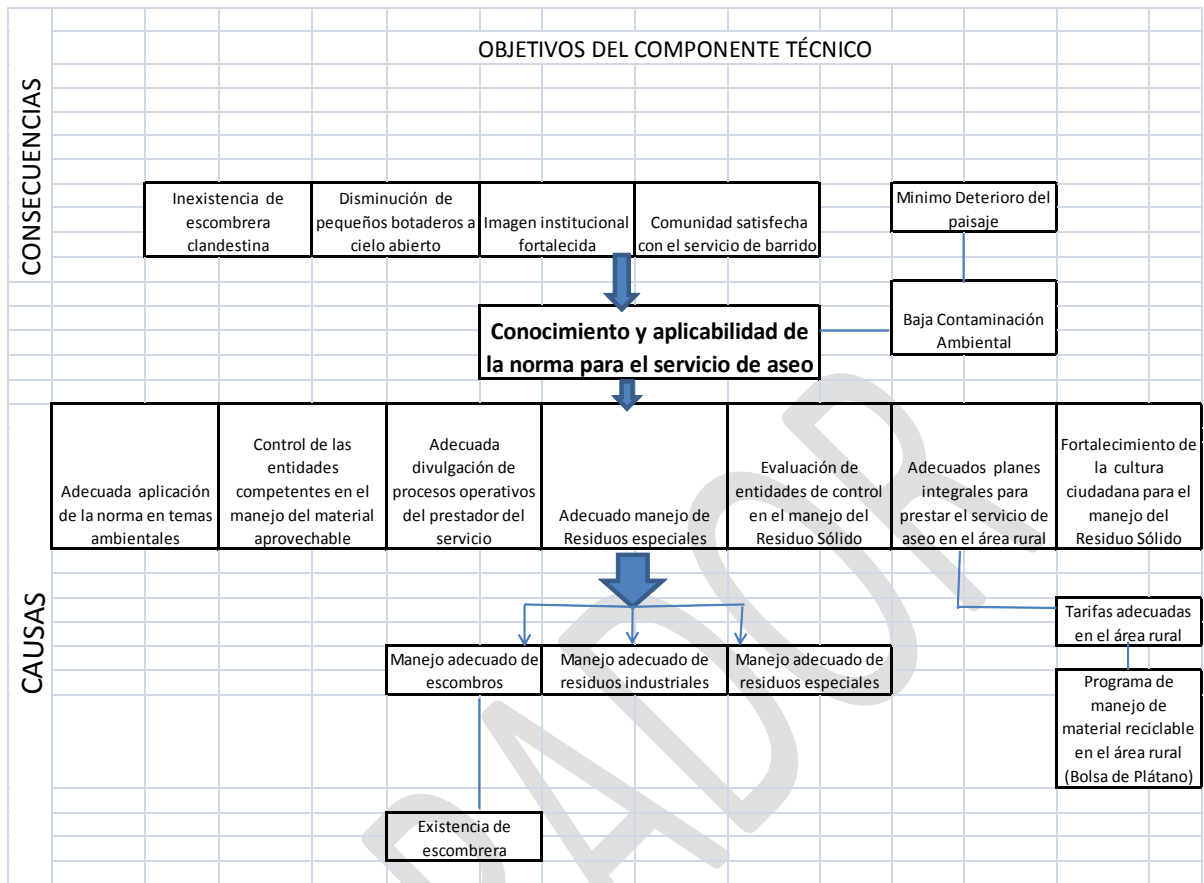 OBJETIVOS DEL COMPONENTE TÉCNICO
CONSECUENCIAS
Inexistencia de
escombrera
clandestina
Disminución de
pequeños botaderos a
cielo abierto
Imagen institucional
fortalecida
Comunidad satisfecha
con el servicio de barrido
Minimo Deterioro del
paisaje
Conocimiento y aplicabilidad de
la norma para el servicio de aseo
Baja Contaminación
Ambiental
CAUSAS
Adecuada aplicación
de la norma en temas
ambientales
Control de las
entidades
competentes en el
manejo del material
aprovechable
Adecuada
divulgación de
procesos operativos
del prestador del
servicio
Adecuado manejo de
Residuos especiales
Evaluación de
entidades de control
en el manejo del
Residuo Sólido
Adecuados planes
integrales para
prestar el servicio de
aseo en el área rural
Fortalecimiento de
la cultura
ciudadana para el
manejo del
Residuo Sólido
Tarifas adecuadas
en el área rural
Manejo adecuado de
escombros
Manejo adecuado de
residuos industriales
Manejo adecuado de
residuos especiales
Programa de
manejo de
material reciclable
en el área rural
(Bolsa de Plátano)
Existencia de
escombrera
RADOR